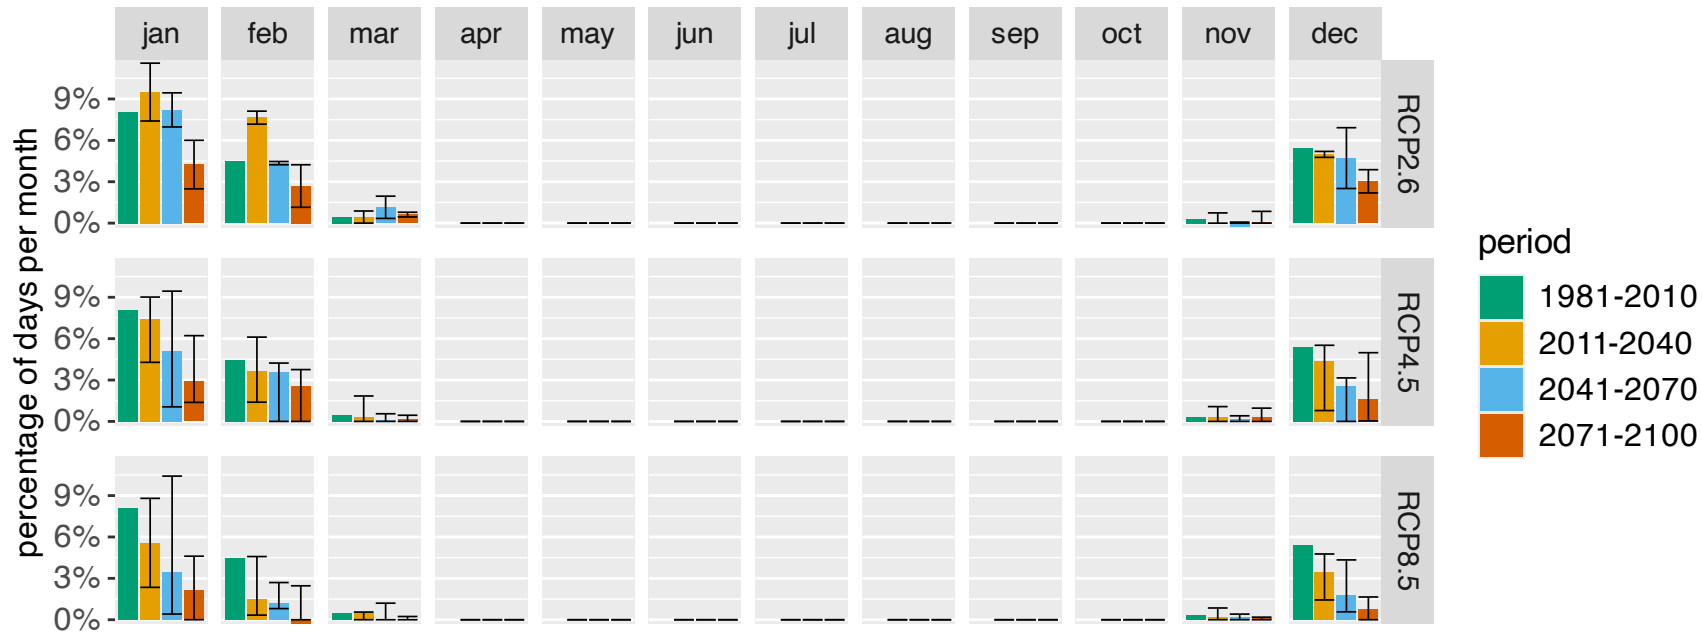 jan feb mar apr may jun jul aug sep oct nov dec
percentage of days per month
9%
6%
3%
0%
RCP2.6
9%
6%
3%
0%
RCP4.5
9%
6%
3%
0%
RCP8.5
period
1981-2010
2011-2040
2041-2070
2071-2100